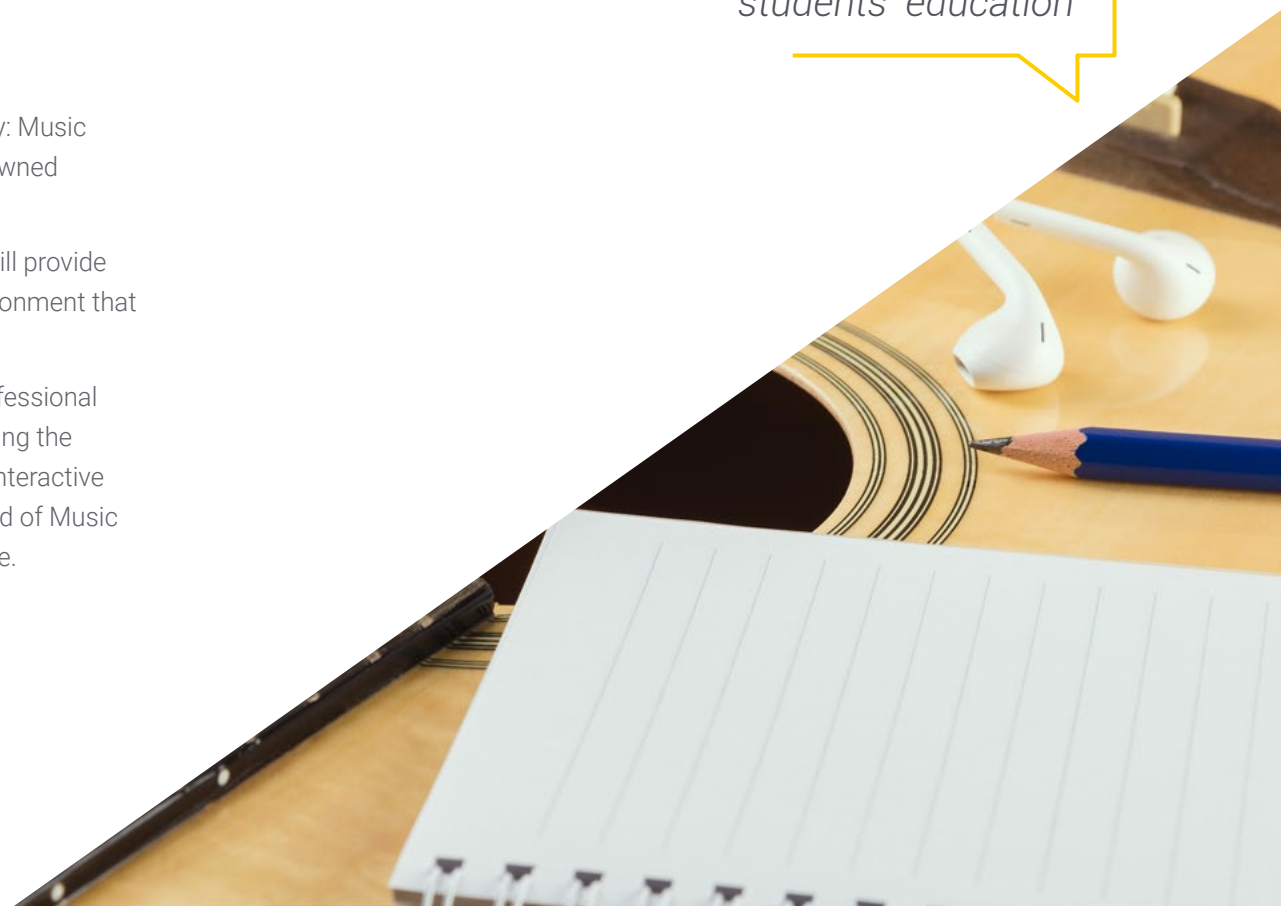 students' education
y: Music
wned
ill provide
onment that
fessional
ng the
nteractive
d of Music
e.